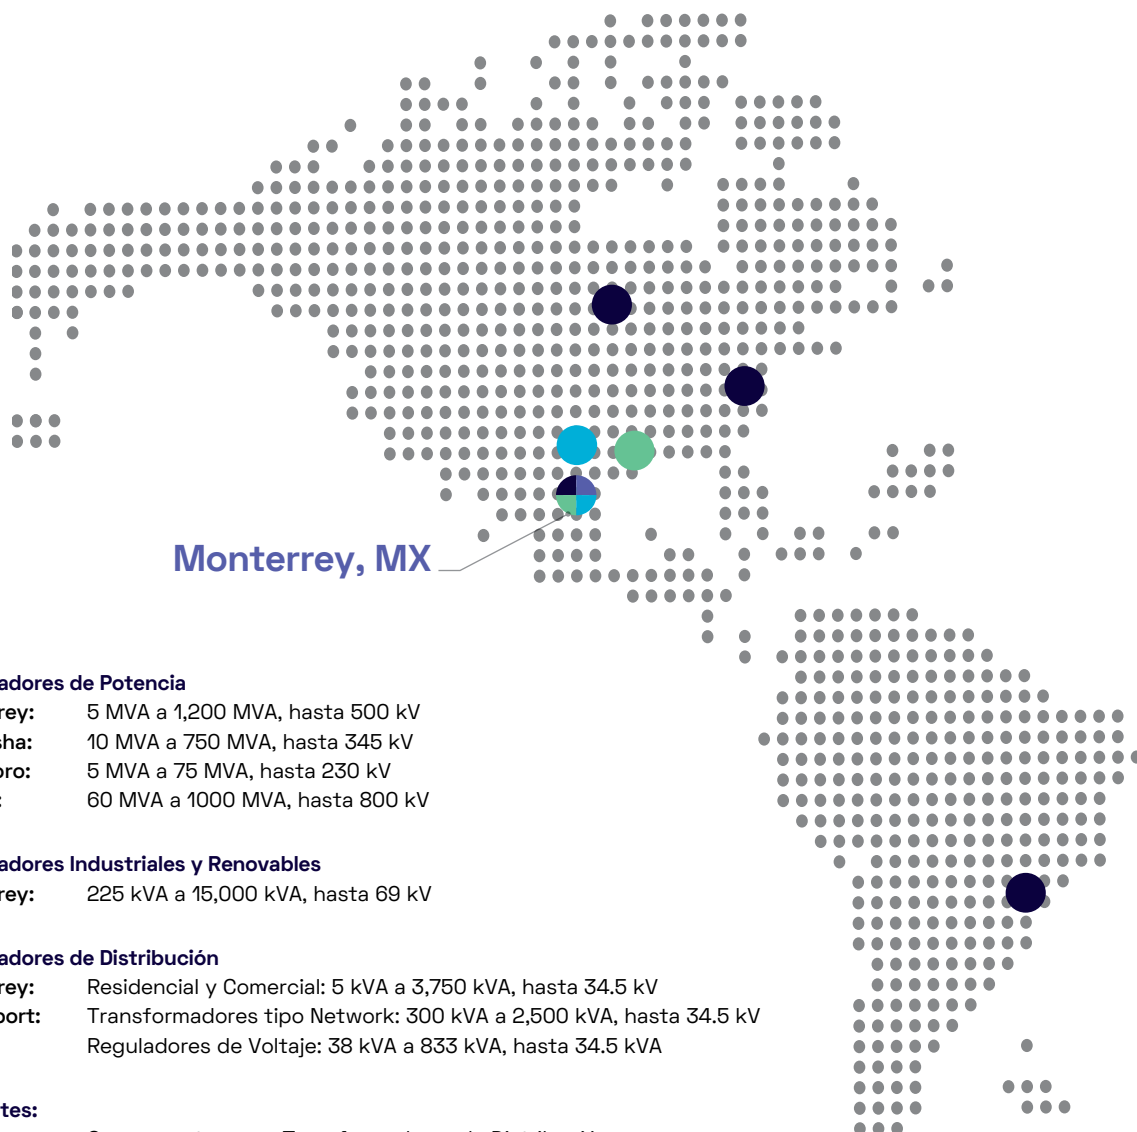 Monterrey, MX
adores de Potencia
rey: 5 MVA a 1,200 MVA, hasta 500 kV
sha: 10 MVA a 750 MVA, hasta 345 kV
oro: 5 MVA a 75 MVA, hasta 230 kV
: 60 MVA a 1000 MVA, hasta 800 kV
adores Industriales y Renovables
rey: 225 kVA a 15,000 kVA, hasta 69 kV
adores de Distribución
rey: Residencial y Comercial: 5 kVA a 3,750 kVA, hasta 34.5 kV
port: Transformadores tipo Network: 300 kVA a 2,500 kVA, hasta 34.5 kV
Reguladores de Voltaje: 38 kVA a 833 kVA, hasta 34.5 kVA
tes: